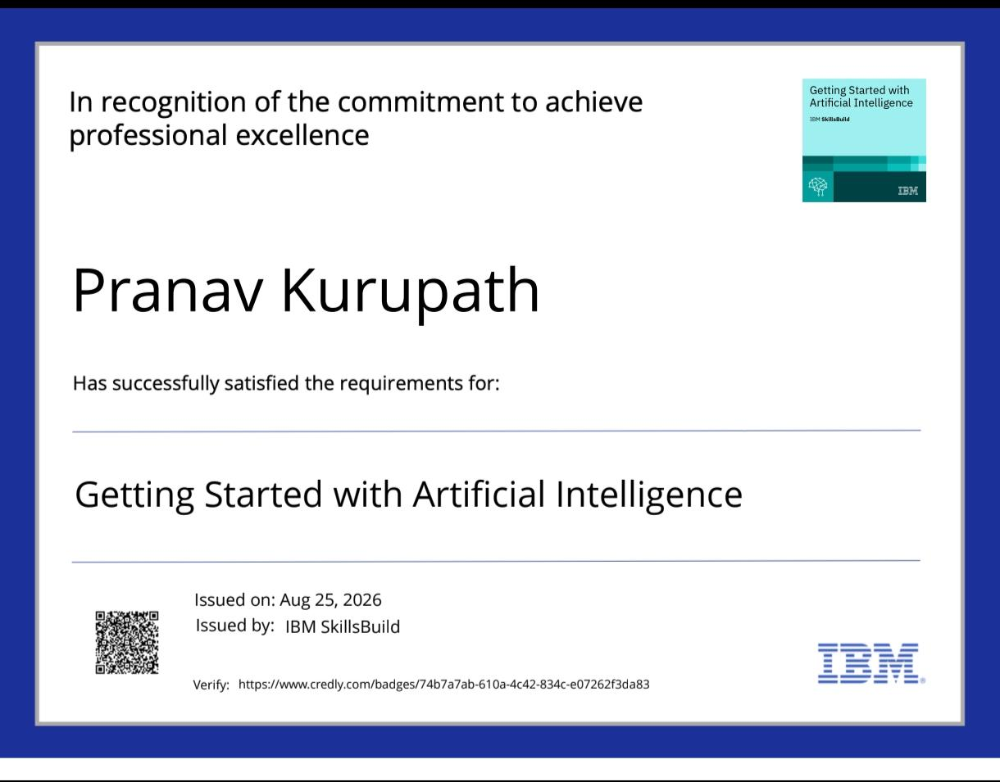 In recognition of the commitment to achieve
professional excellence
Getting Started with
Artificial Intelligence
IBM SkillsBuild
IBM
Pranav Kurupath
Has successfully satisfied the requirements for:
Getting Started with Artificial Intelligence
Issued on: Aug 25, 2026
Issued by: IBM SkillsBuild
Verify: https://www.credly.com/badges/74b7a7ab-610a-4c42-834c-e07262f3da83
IBM®